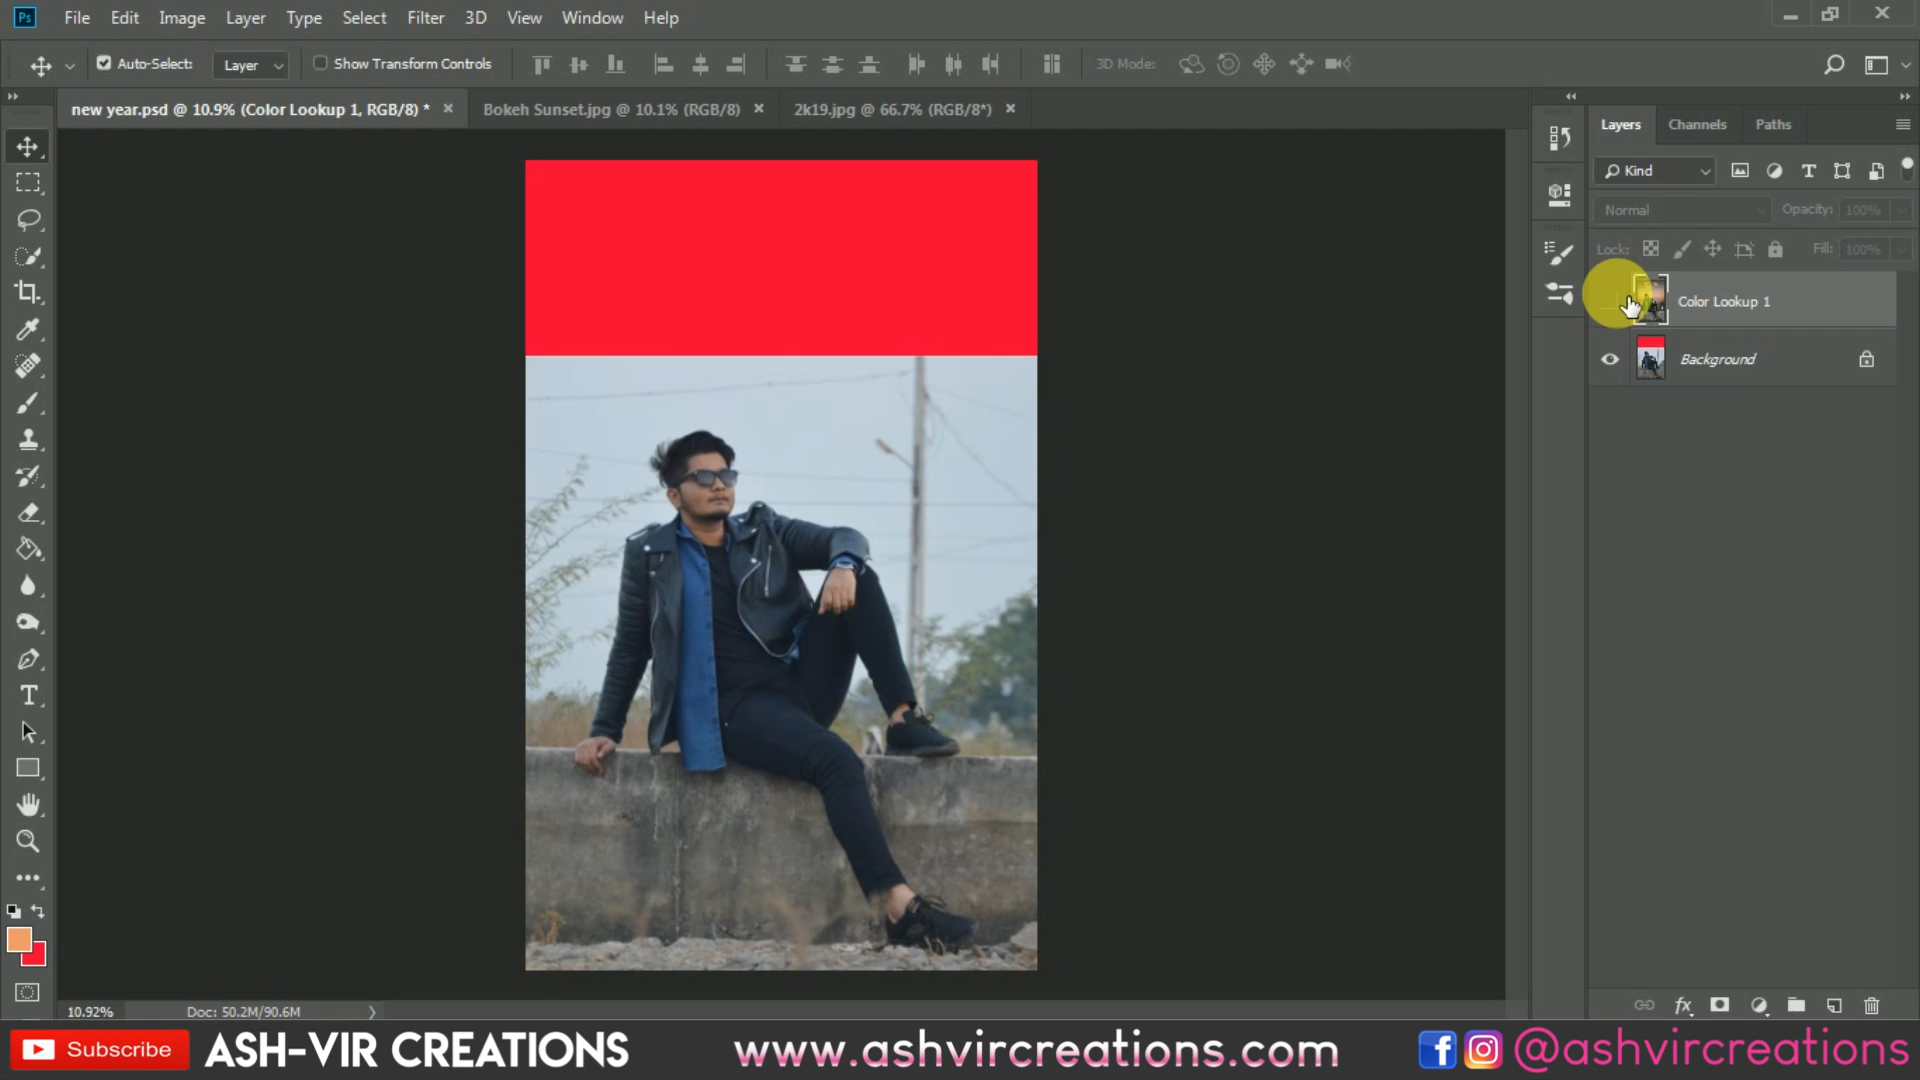 Ps File Edit Image Layer Type Select Filter 3D View Window Help
Auto-Select: Layer Show Transform Controls 3D Mode:
new year.psd @ 10.9% (Color Lookup 1, RGB/8) * Bokeh Sunset.jpg @ 10.1% (RGB/8) 2k19.jpg @ 66.7% (RGB/8*)
Layers Channels Paths
Kind
Normal Opacity: 100%
Lock: Fill: 100%
Color Lookup 1
Background
10.92% Doc: 50.2M/90.6M
Subscribe ASH-VIR CREATIONS www.ashvircreations.com @ashvircreations